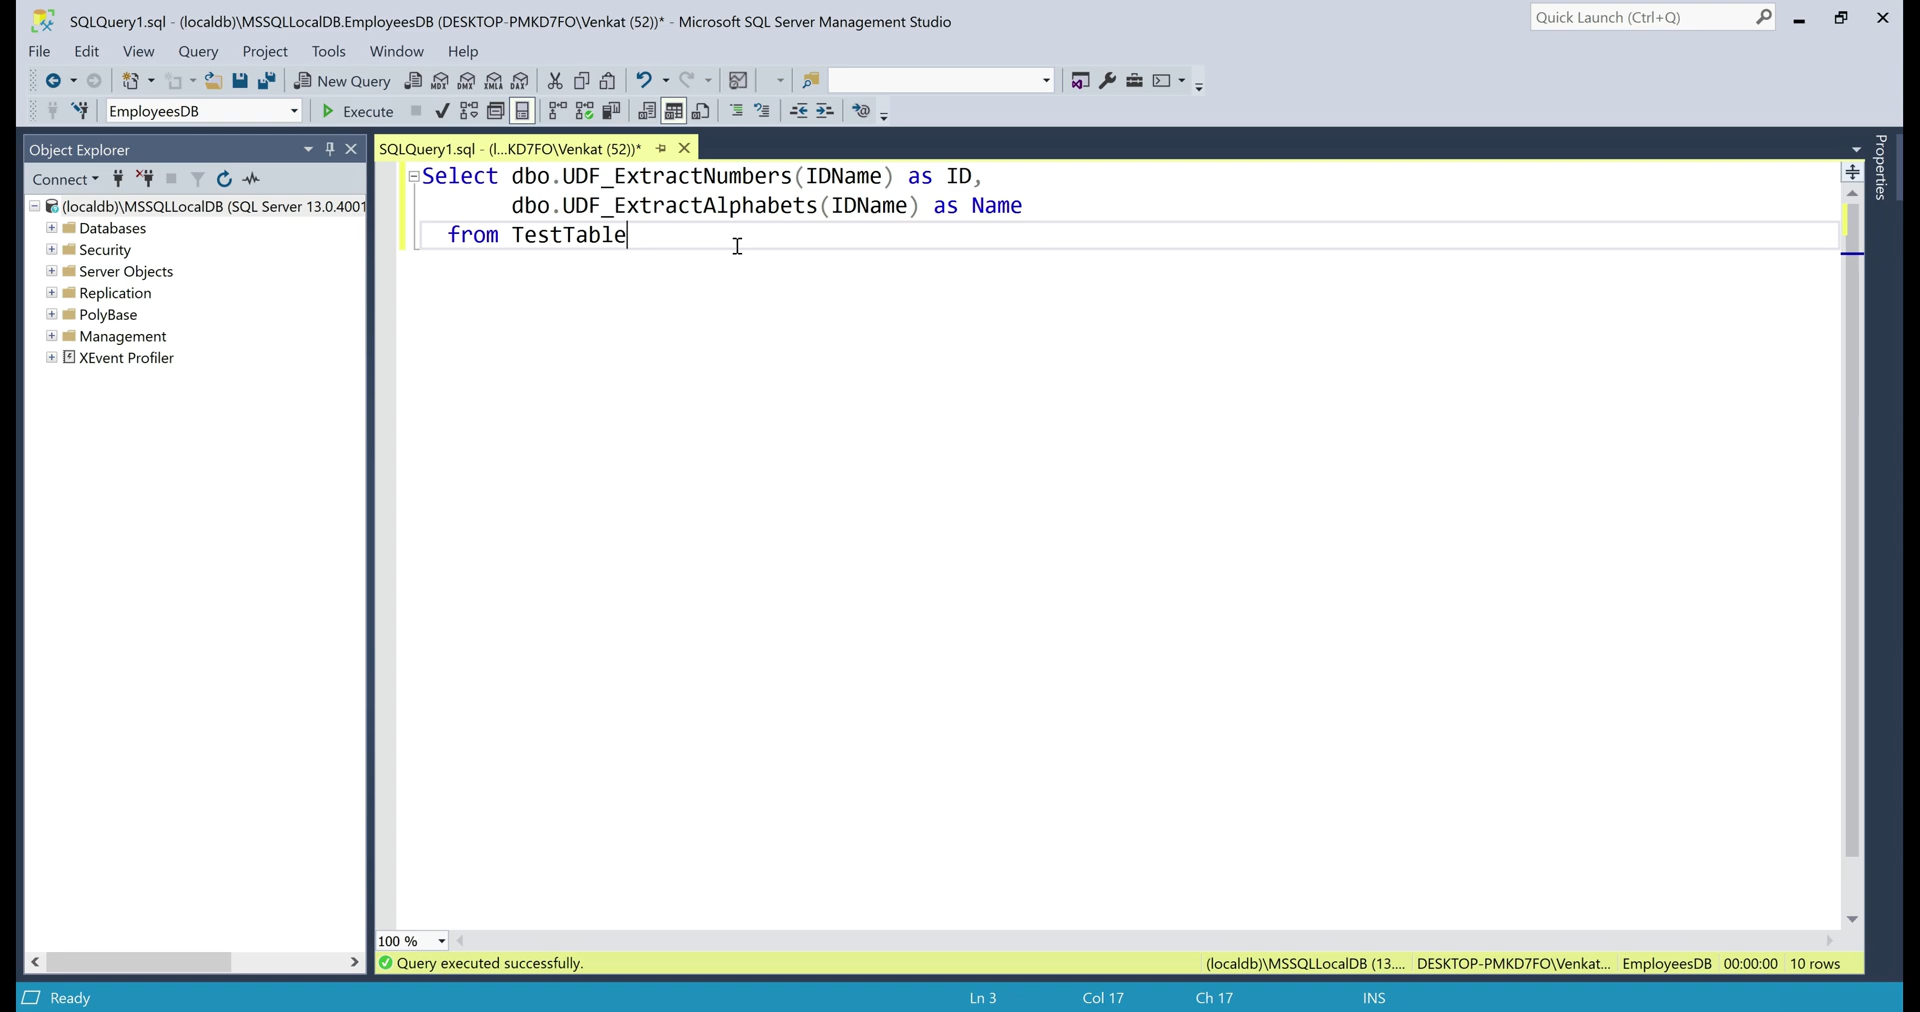 SQLQuery1.sql - (localdb)\MSSQLLocalDB.EmployeesDB (DESKTOP-PMKD7FO\Venkat (52))* - Microsoft SQL Server Management Studio
Quick Launch (Ctrl+Q)
File Edit View Query Project Tools Window Help
New Query MDX DMX XMLA DAX
EmployeesDB Execute
Object Explorer
SQLQuery1.sql - (l...KD7FO\Venkat (52))*
Properties
Connect
(localdb)\MSSQLLocalDB (SQL Server 13.0.4001
Databases
Security
Server Objects
Replication
PolyBase
Management
XEvent Profiler
Select dbo.UDF_ExtractNumbers(IDName) as ID,
dbo.UDF_ExtractAlphabets(IDName) as Name
from TestTable
100 %
Query executed successfully.
(localdb)\MSSQLLocalDB (13.... DESKTOP-PMKD7FO\Venkat... EmployeesDB 00:00:00 10 rows
Ready Ln 3 Col 17 Ch 17 INS